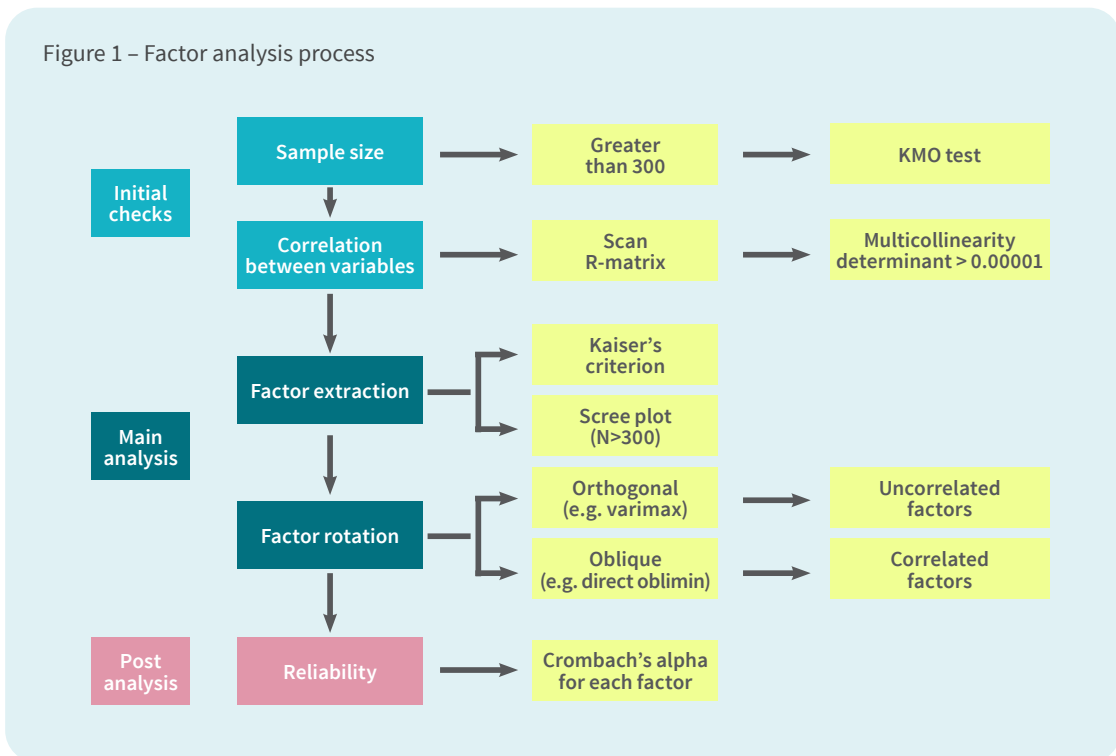 Figure 1 – Factor analysis process
Sample size
Greater
than 300
KMO test
Initial
checks
Correlation
between variables
Scan
R-matrix
Multicollinearity
determinant > 0.00001
Kaiser's
criterion
Factor extraction
Scree plot
(N>300)
Main
analysis
Orthogonal
(e.g. varimax)
Uncorrelated
factors
Factor rotation
Oblique
(e.g. direct oblimin)
Correlated
factors
Post
analysis
Reliability
Crombach's alpha
for each factor